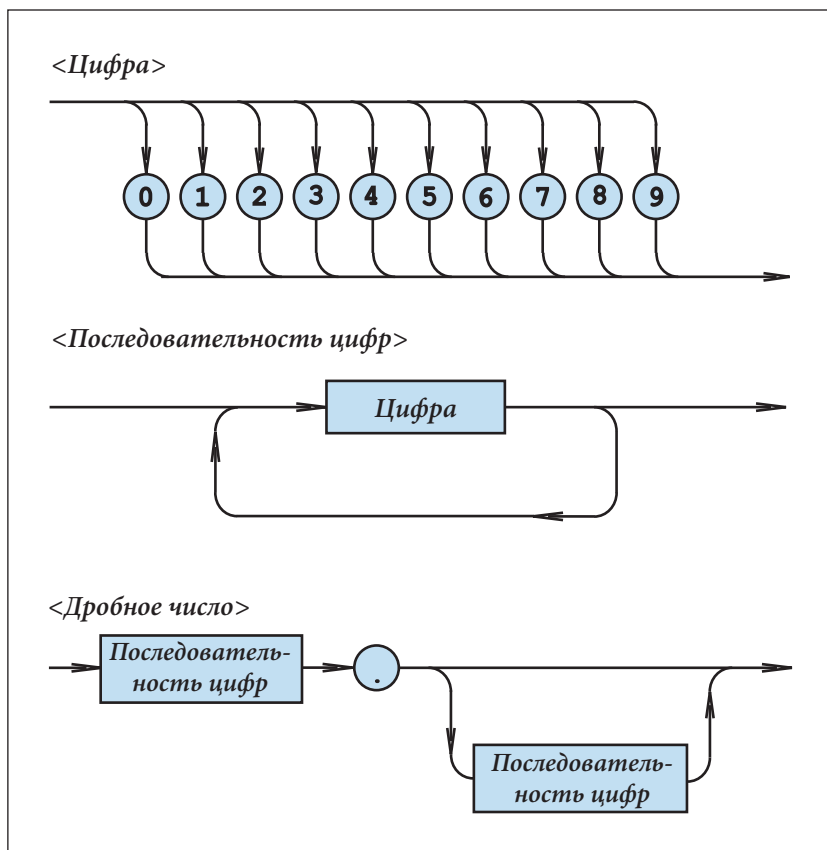 <Цифра>
0 1 2 3 4 5 6 7 8 9
<Последовательность цифр>
Цифра
<Дробное число>
Последователь-
ность цифр
.
Последователь-
ность цифр